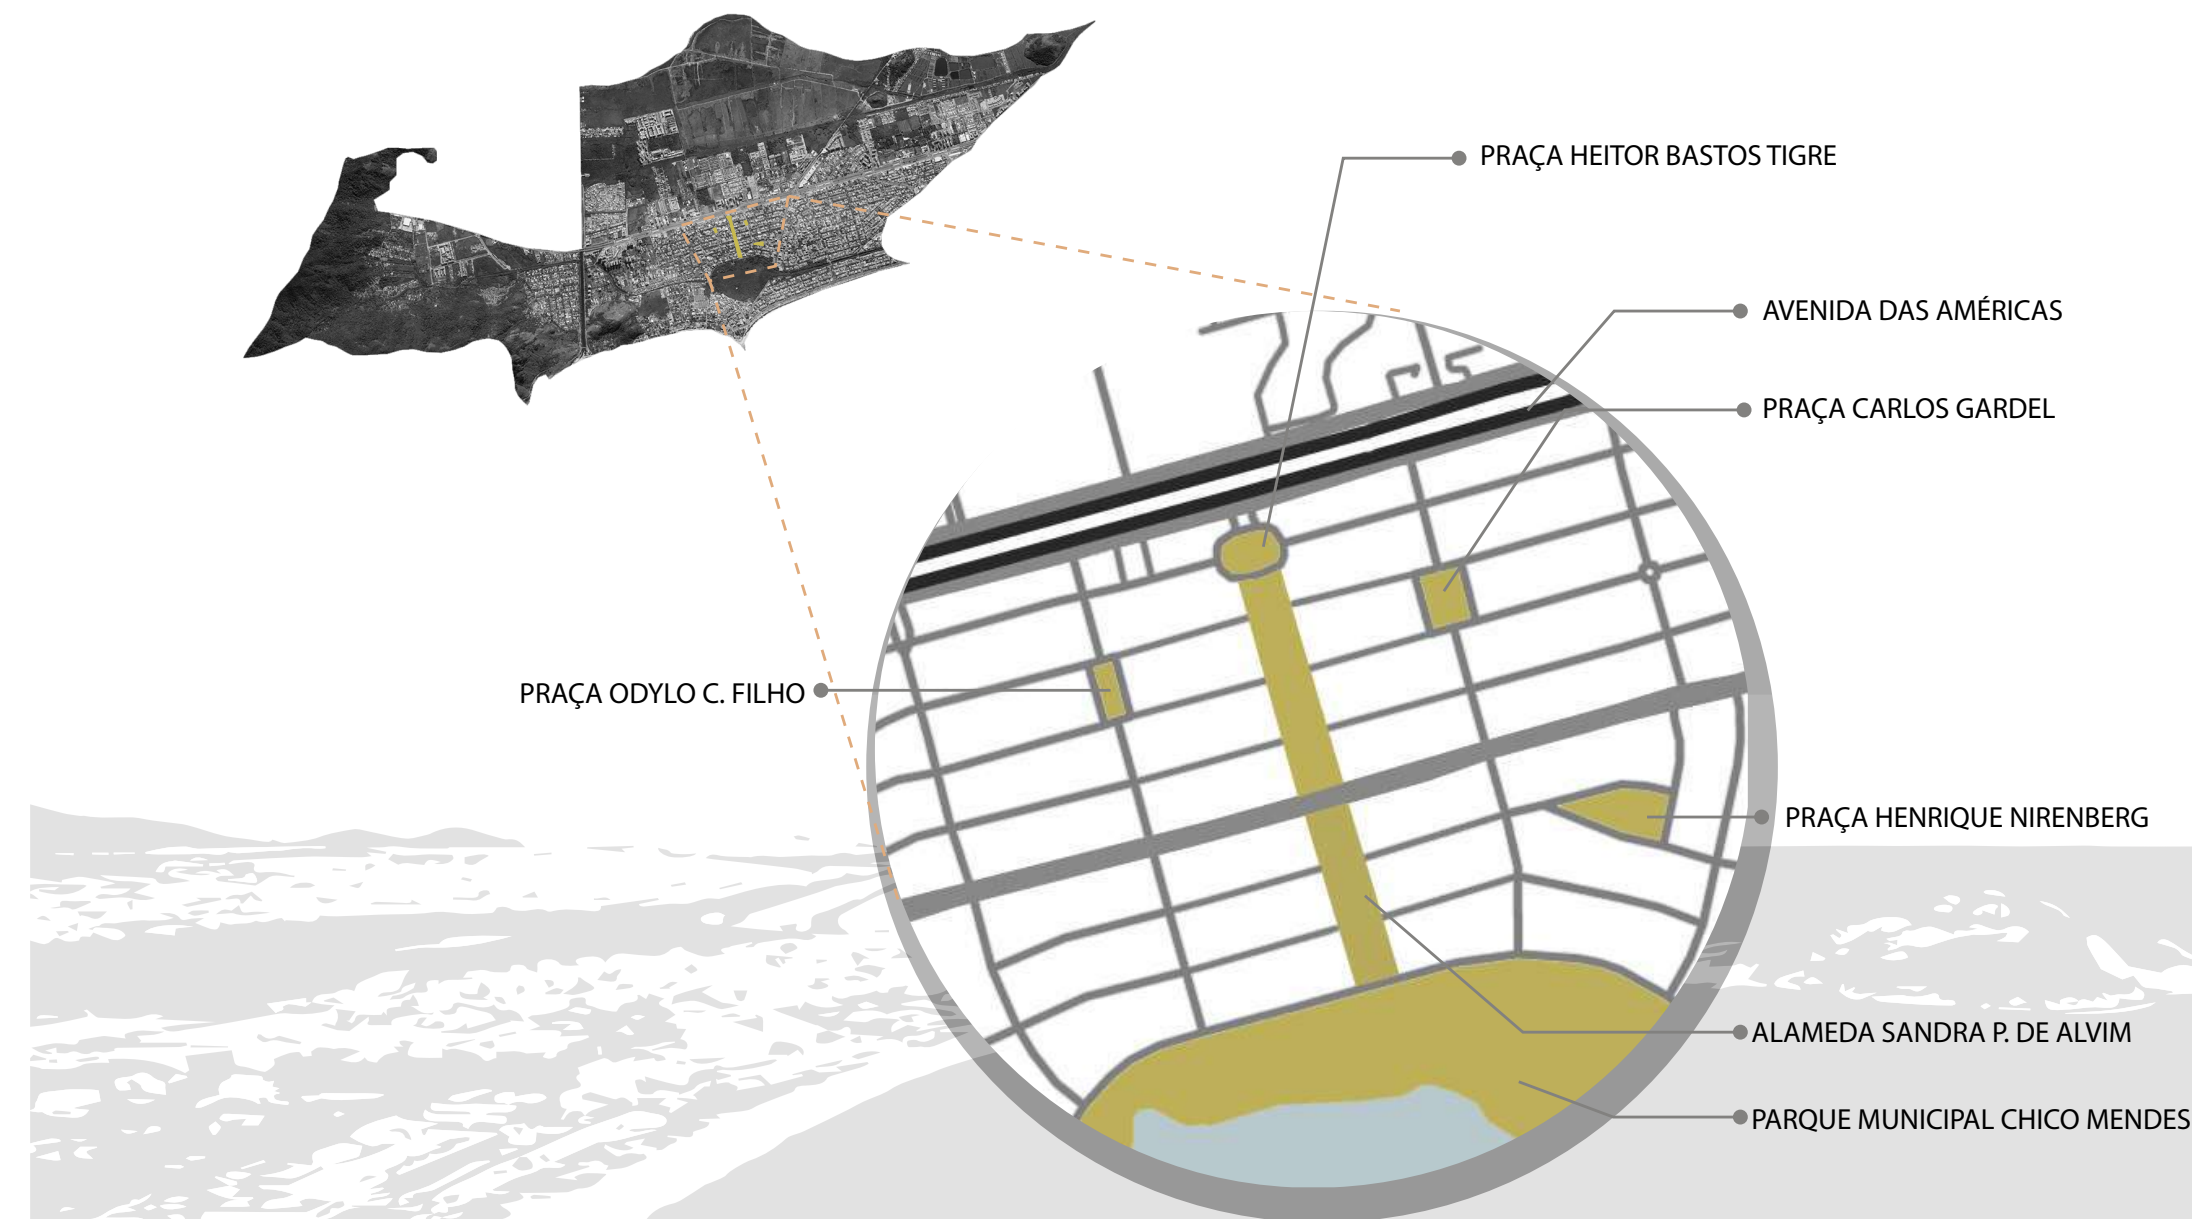 PRAÇA HEITOR BASTOS TIGRE
AVENIDA DAS AMÉRICAS
PRAÇA CARLOS GARDEL
PRAÇA ODYLO C. FILHO
PRAÇA HENRIQUE NIRENBERG
ALAMEDA SANDRA P. DE ALVIM
PARQUE MUNICIPAL CHICO MENDES